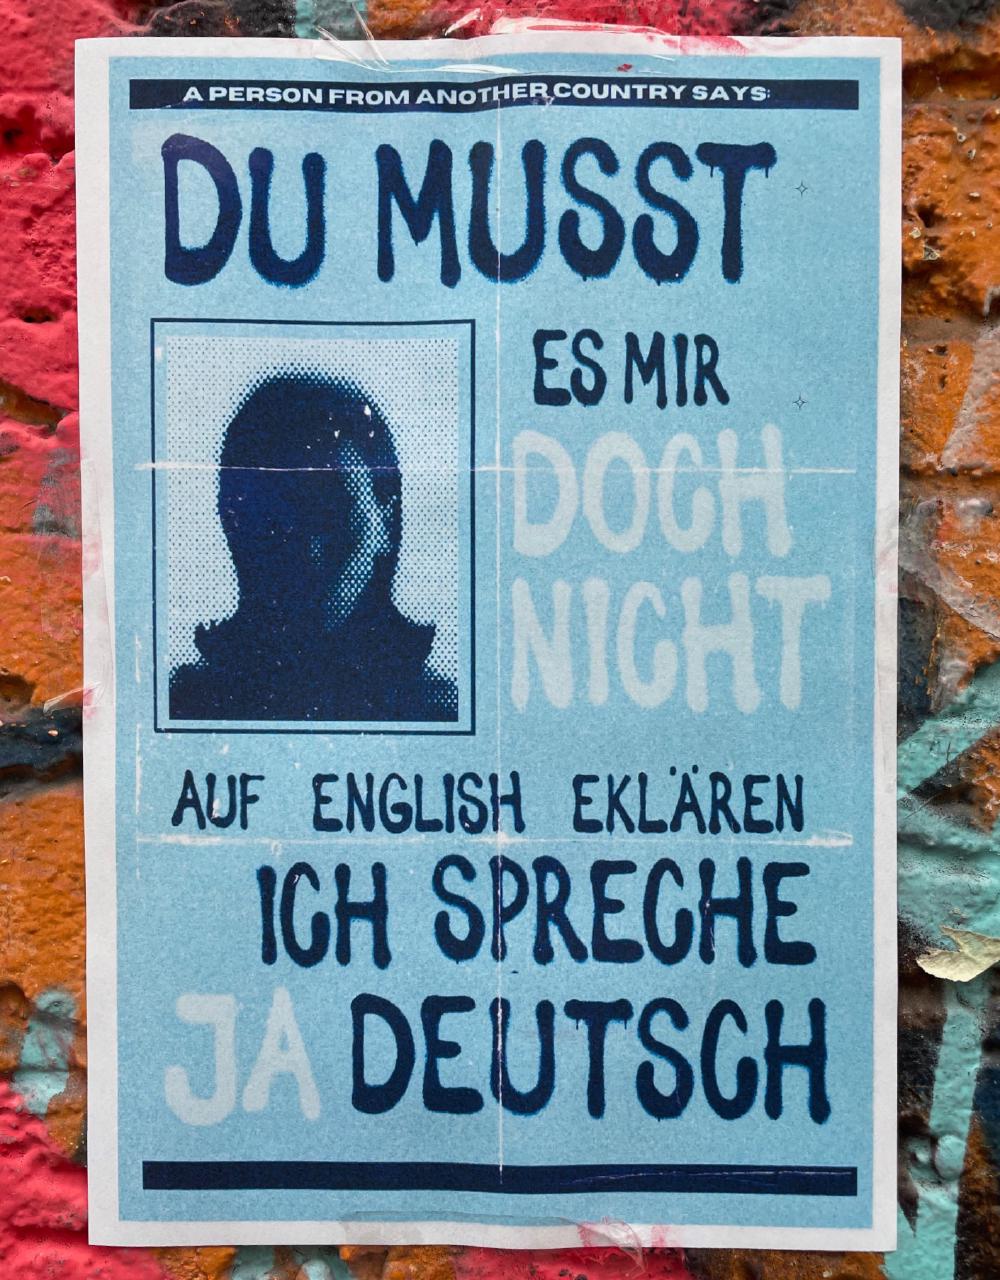 A PERSON FROM ANOTHER COUNTRY SAYS:
DU MUSST
ES MIR
DOCH
NICHT
AUF ENGLISH EKLÄREN
ICH SPRECHE
JA DEUTSCH